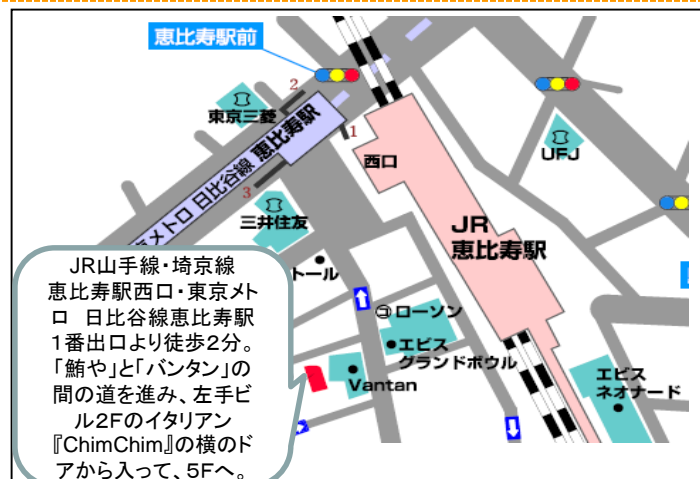 恵比寿駅前
2
東京三菱
1
西口
UFJ
メトロ 日比谷線 恵比寿駅
3
三井住友
JR
恵比寿駅
トール
ローソン
エビス
グランドボウル
Vantan
エビス
ネオナード
JR山手線・埼京線
恵比寿駅西口・東京メト
ロ 日比谷線恵比寿駅
1番出口より徒歩2分。
「鮪や」と「バンタン」の
間の道を進み、左手ビ
ル2Fのイタリアン
『ChimChim』の横のド
アから入って、5Fへ。